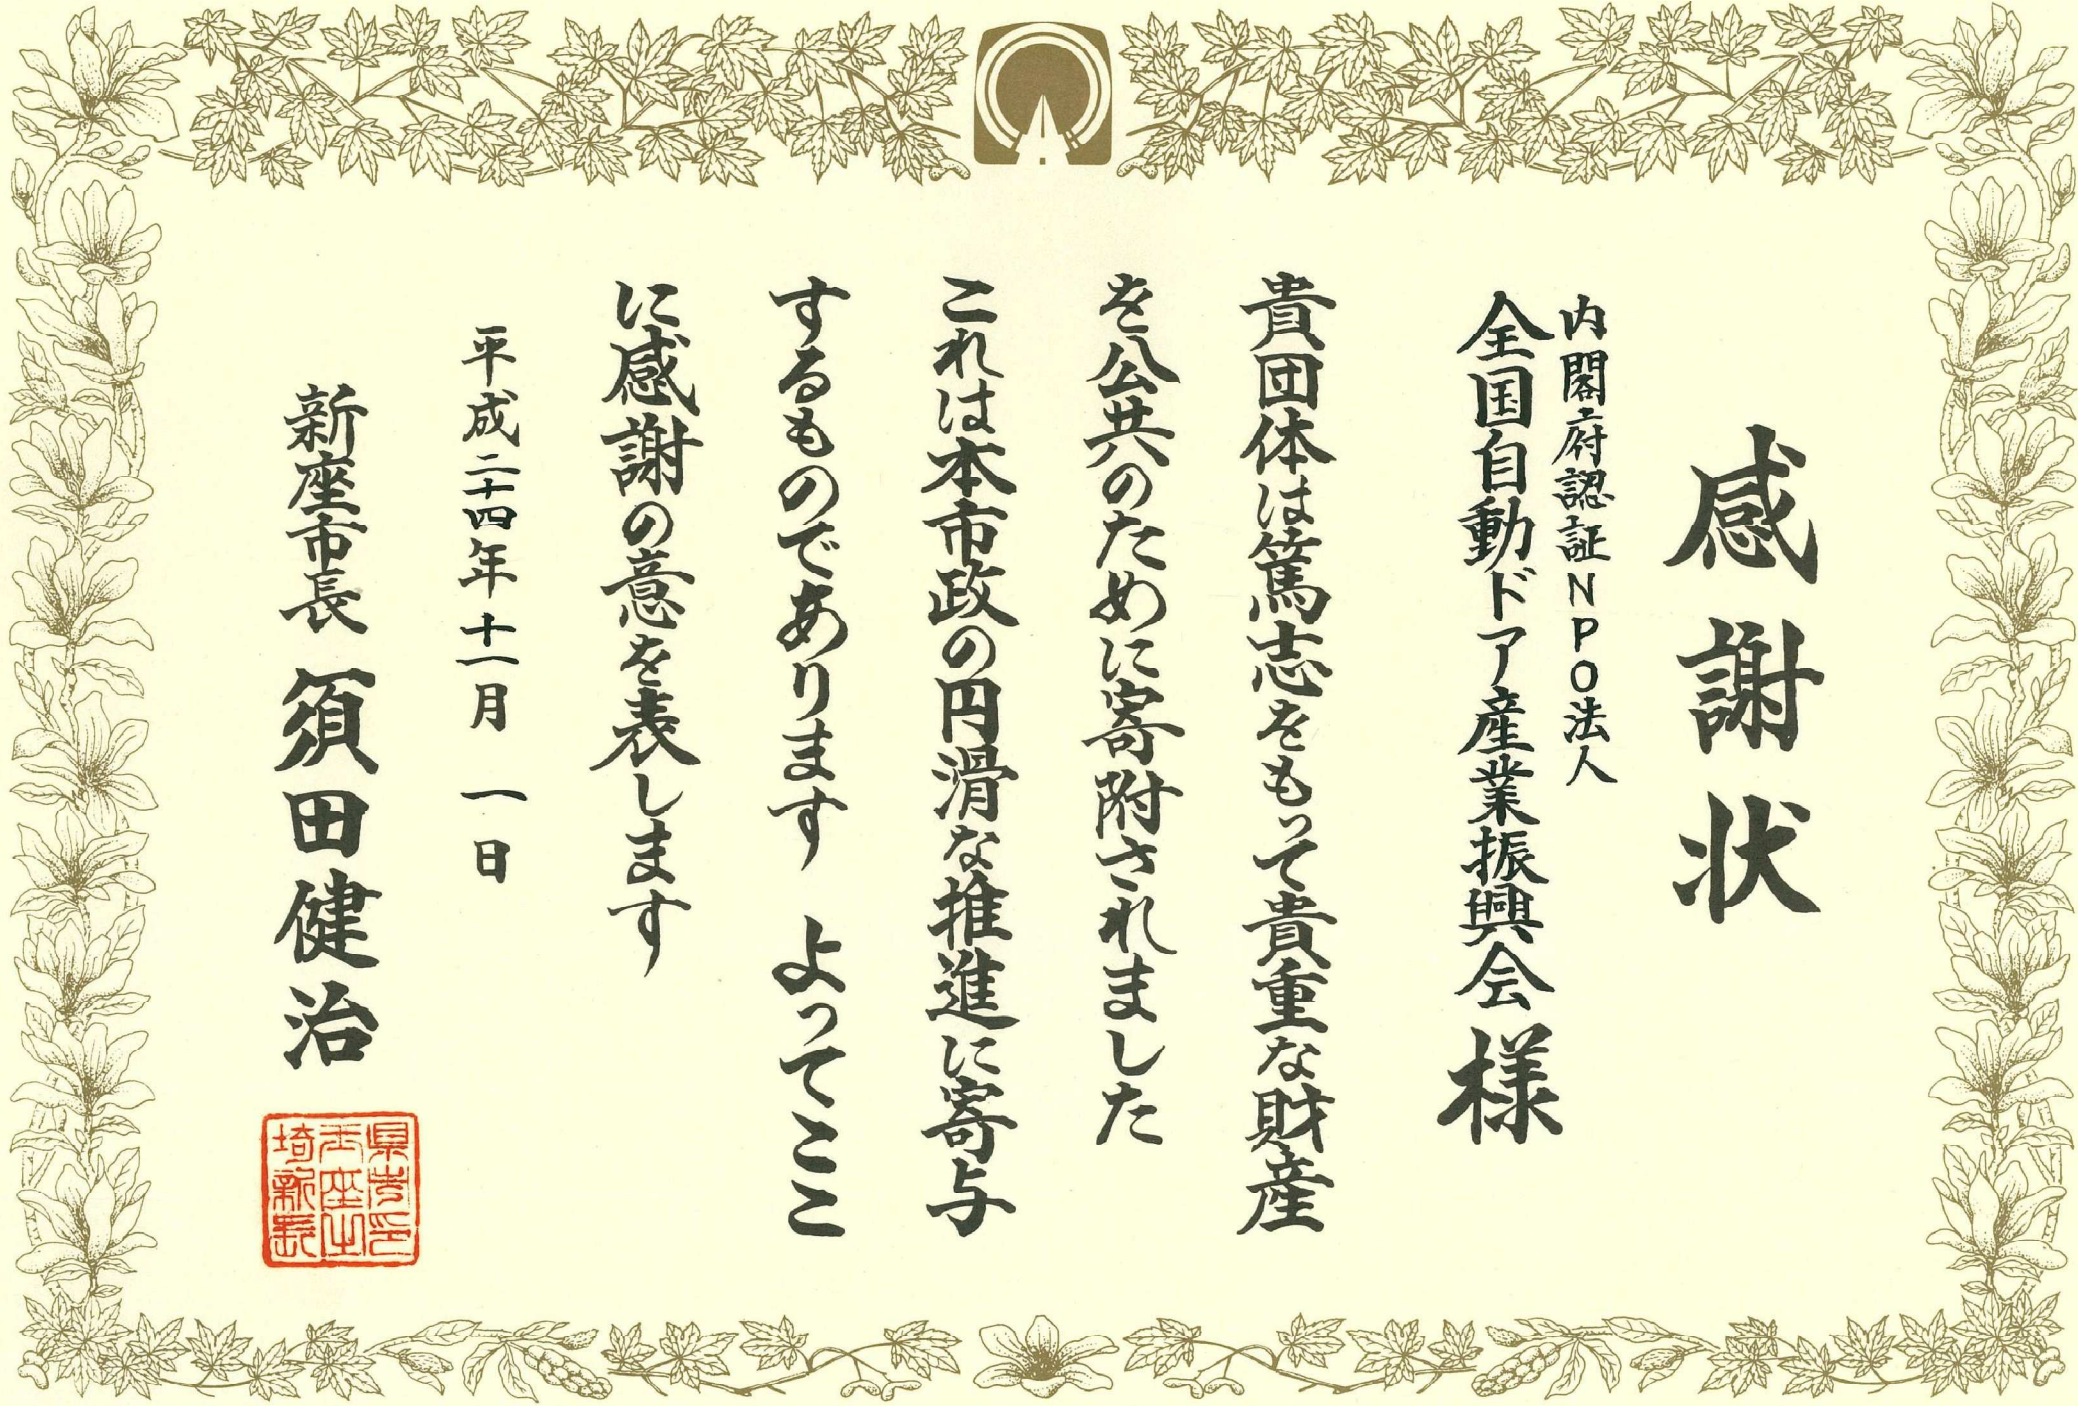 感謝状
内閣府認証NPO法人
全国自動ドア産業振興会様
貴団体は篤志をもって貴重な財産
を公共のために寄附されました
これは本市政の円滑な推進に寄与
するものであります よってここ
に感謝の意を表します
平成二十四年十一月 一日
新座市長 須田健治